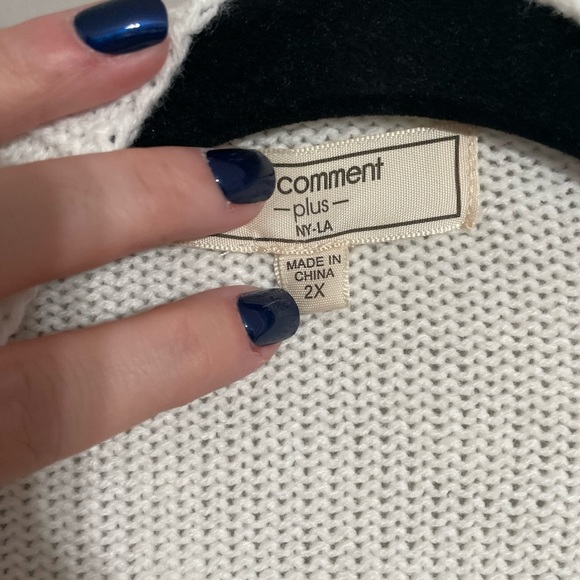 comment
—plus—
NY-LA
MADE IN
CHINA
2X